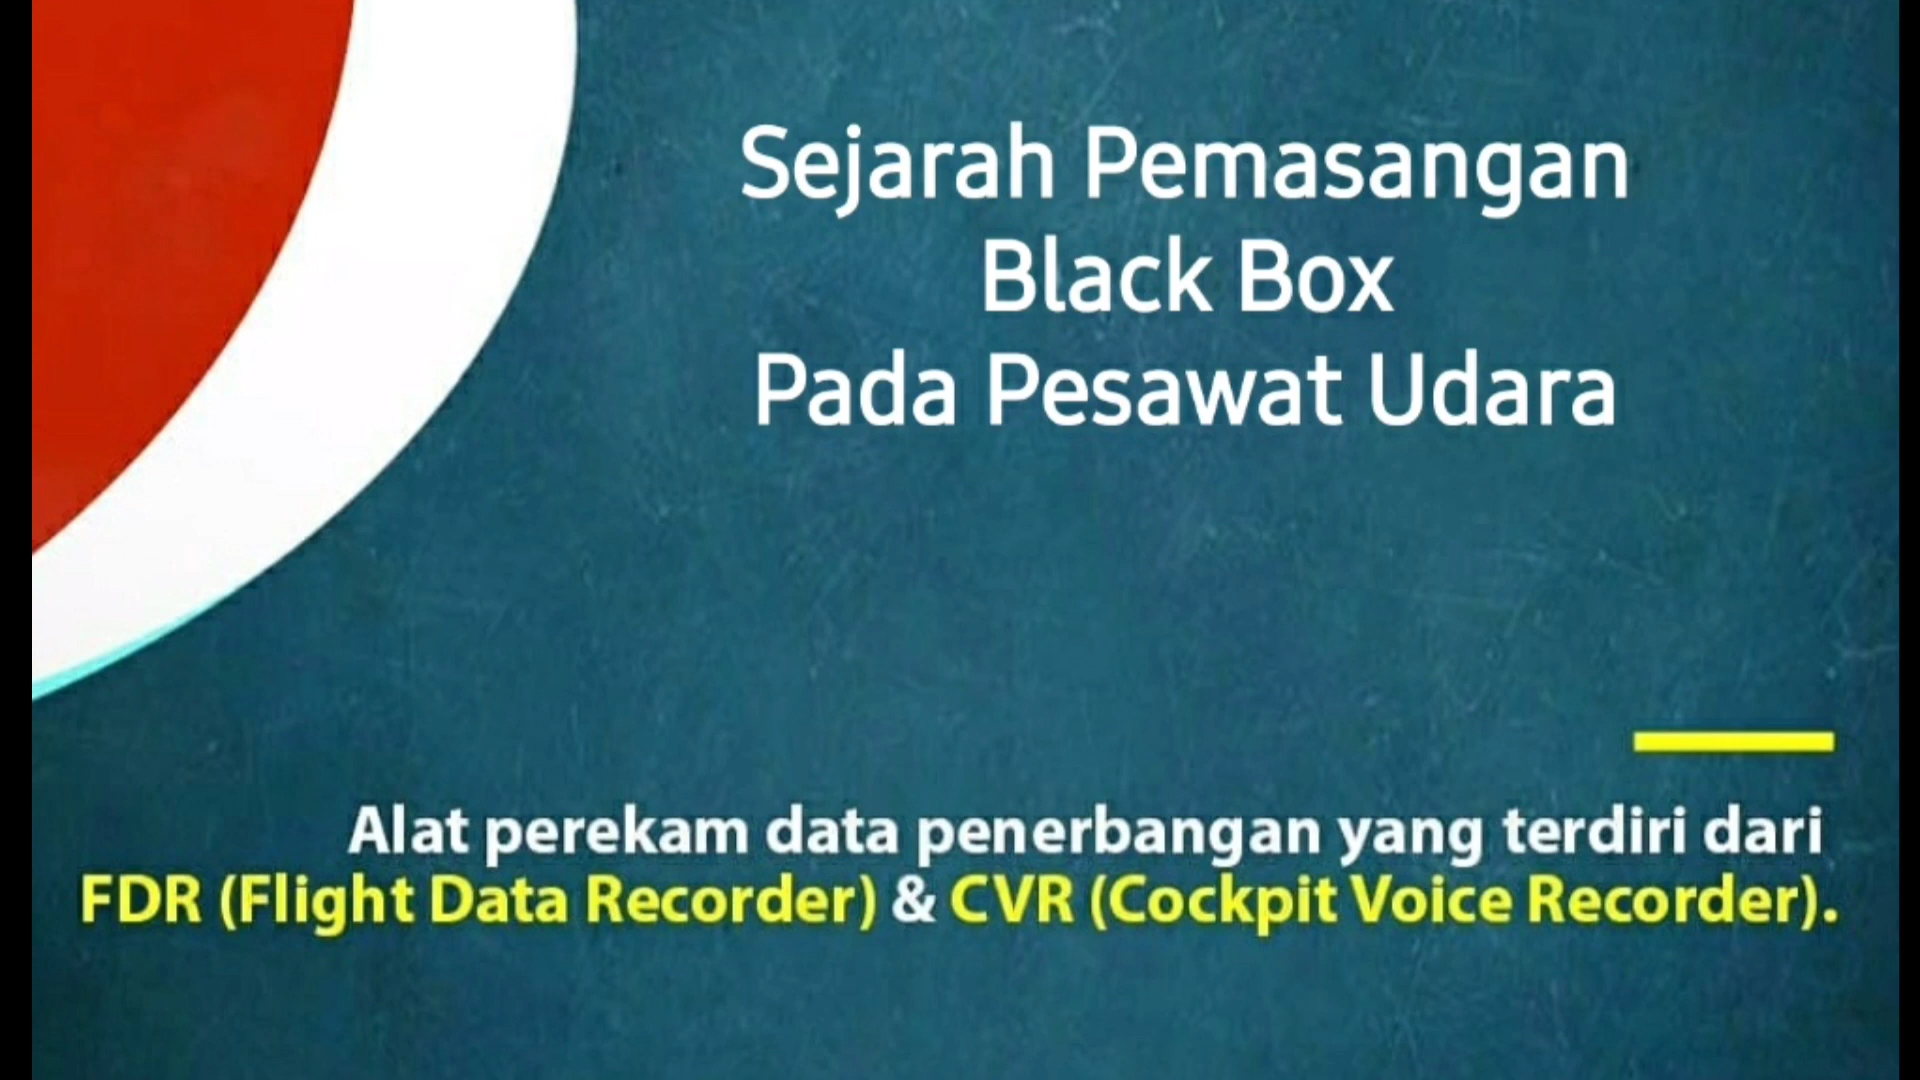 Sejarah Pemasangan
Black Box
Pada Pesawat Udara
Alat perekam data penerbangan yang terdiri dari
FDR (Flight Data Recorder) & CVR (Cockpit Voice Recorder).